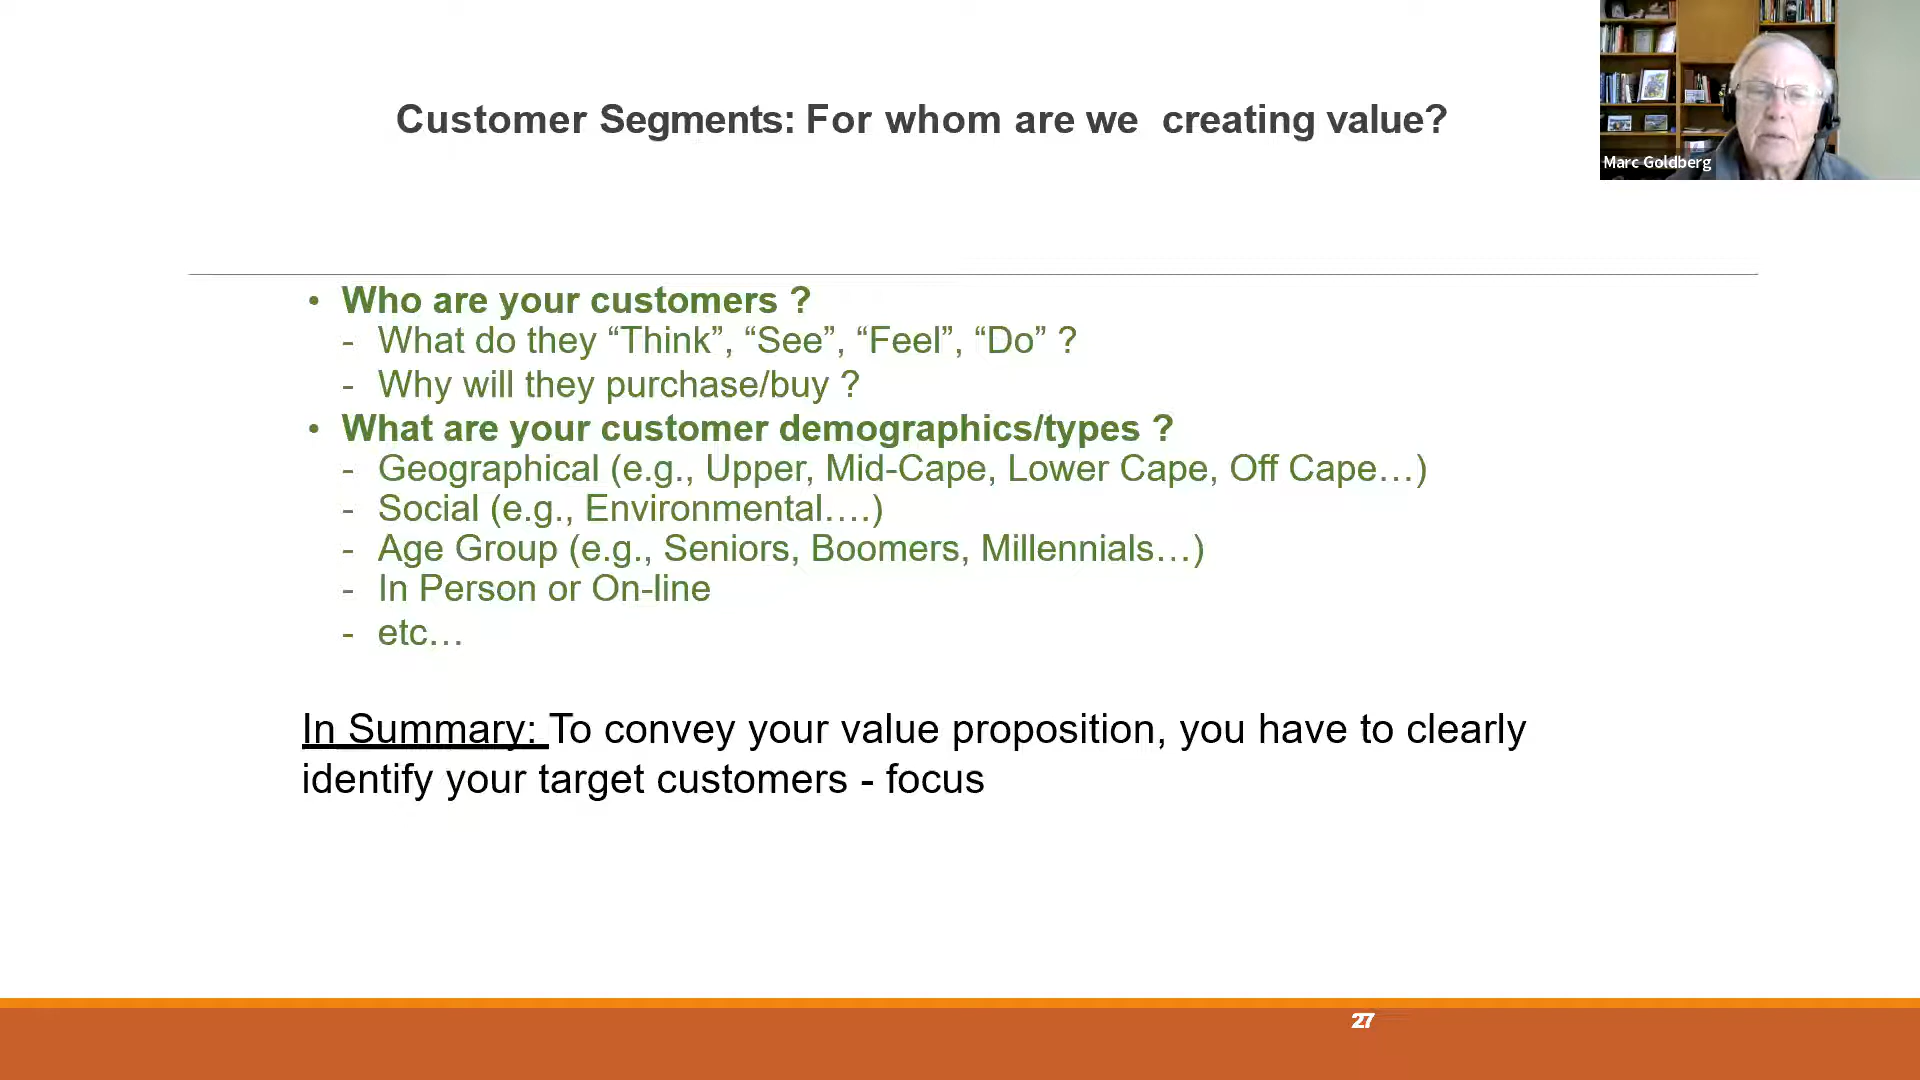 Customer Segments: For whom are we creating value?
Marc Goldberg
• Who are your customers ?
- What do they “Think”, “See”, “Feel”, “Do” ?
- Why will they purchase/buy ?
• What are your customer demographics/types ?
- Geographical (e.g., Upper, Mid-Cape, Lower Cape, Off Cape…)
- Social (e.g., Environmental….)
- Age Group (e.g., Seniors, Boomers, Millennials…)
- In Person or On-line
- etc…
In Summary: To convey your value proposition, you have to clearly
identify your target customers - focus
27